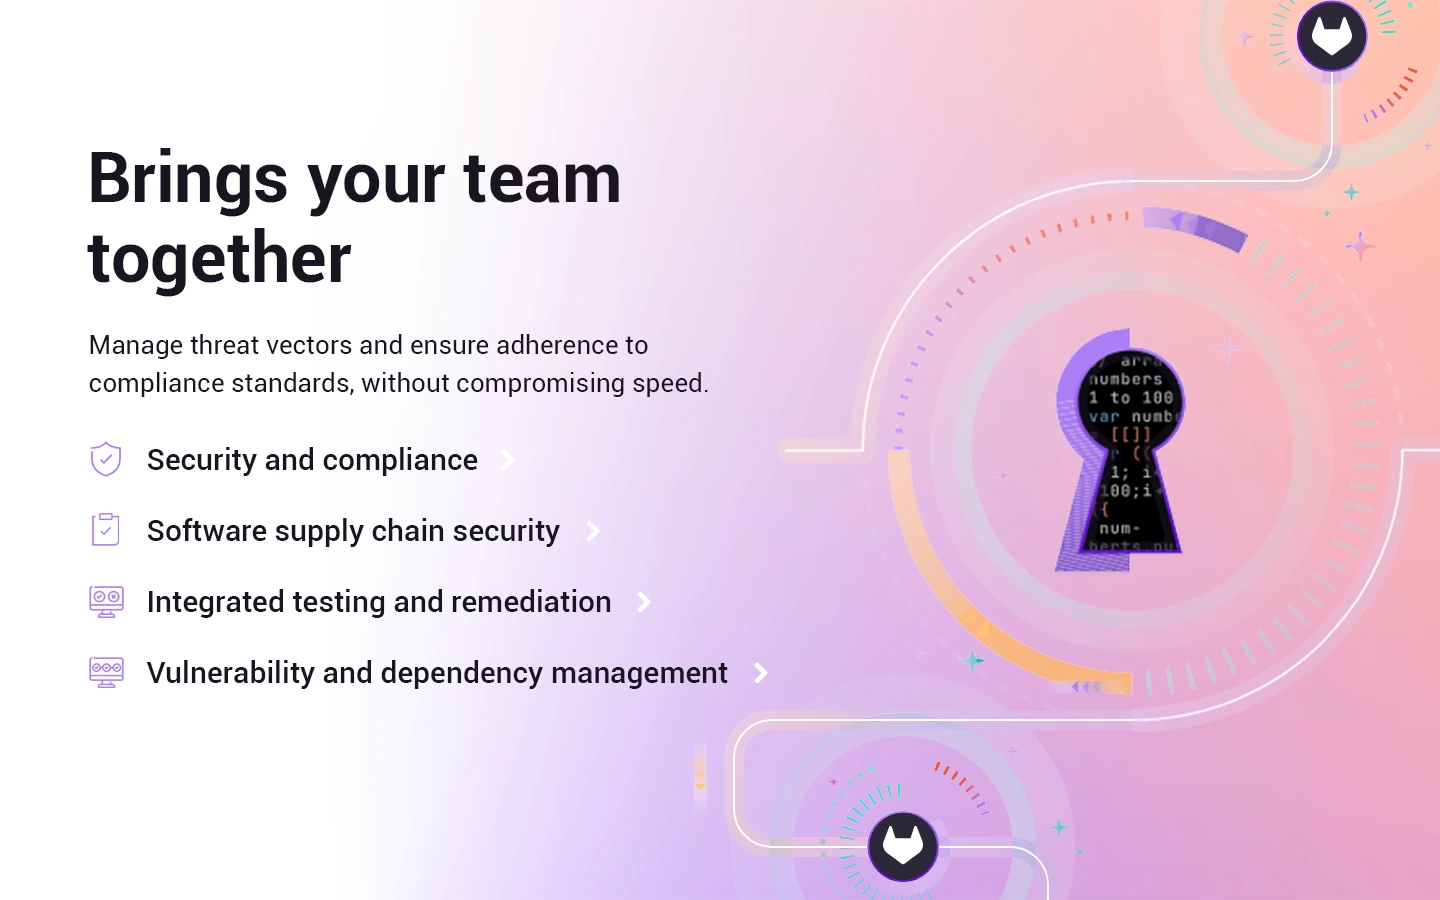 Brings your team
together
Manage threat vectors and ensure adherence to
compliance standards, without compromising speed.
Security and compliance
Software supply chain security
Integrated testing and remediation
Vulnerability and dependency management
numbers
1 to 100
var numb
[[]]
(
1; i
100;i
{
num-